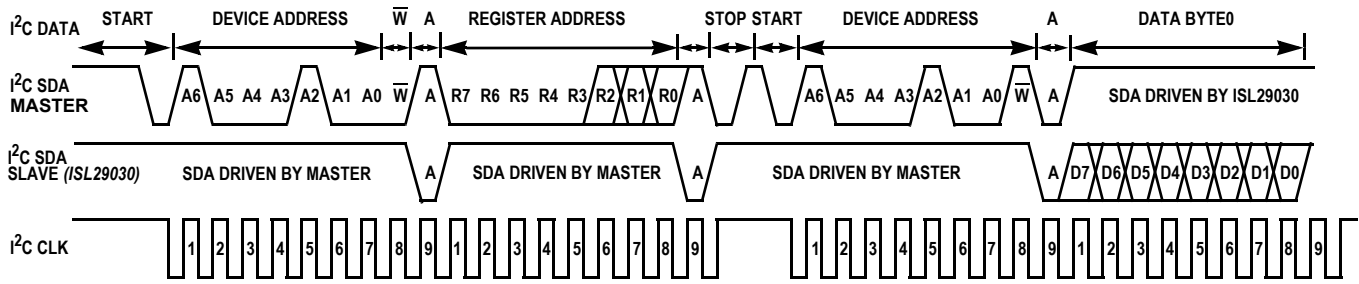 I²C DATA START DEVICE ADDRESS W̅ A REGISTER ADDRESS STOP START DEVICE ADDRESS A DATA BYTE0
I²C SDA MASTER A6 A5 A4 A3 A2 A1 A0 W̅ A R7 R6 R5 R4 R3 R2 R1 R0 A A6 A5 A4 A3 A2 A1 A0 W̅ A SDA DRIVEN BY ISL29030
I²C SDA SLAVE (ISL29030) SDA DRIVEN BY MASTER A SDA DRIVEN BY MASTER A SDA DRIVEN BY MASTER A D7 D6 D5 D4 D3 D2 D1 D0
I²C CLK 1 2 3 4 5 6 7 8 9 1 2 3 4 5 6 7 8 9 1 2 3 4 5 6 7 8 9 1 2 3 4 5 6 7 8 9